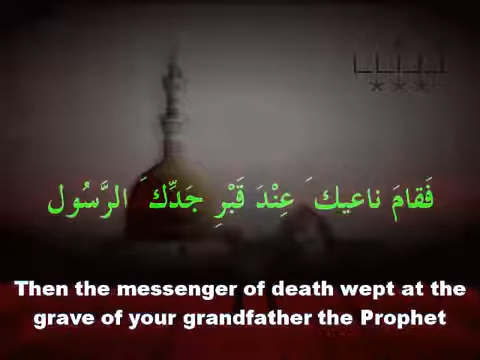 فَقامَ ناعيكَ عِنْدَ قَبْرِ جَدِّكَ الرَّسُول
Then the messenger of death wept at the
grave of your grandfather the Prophet